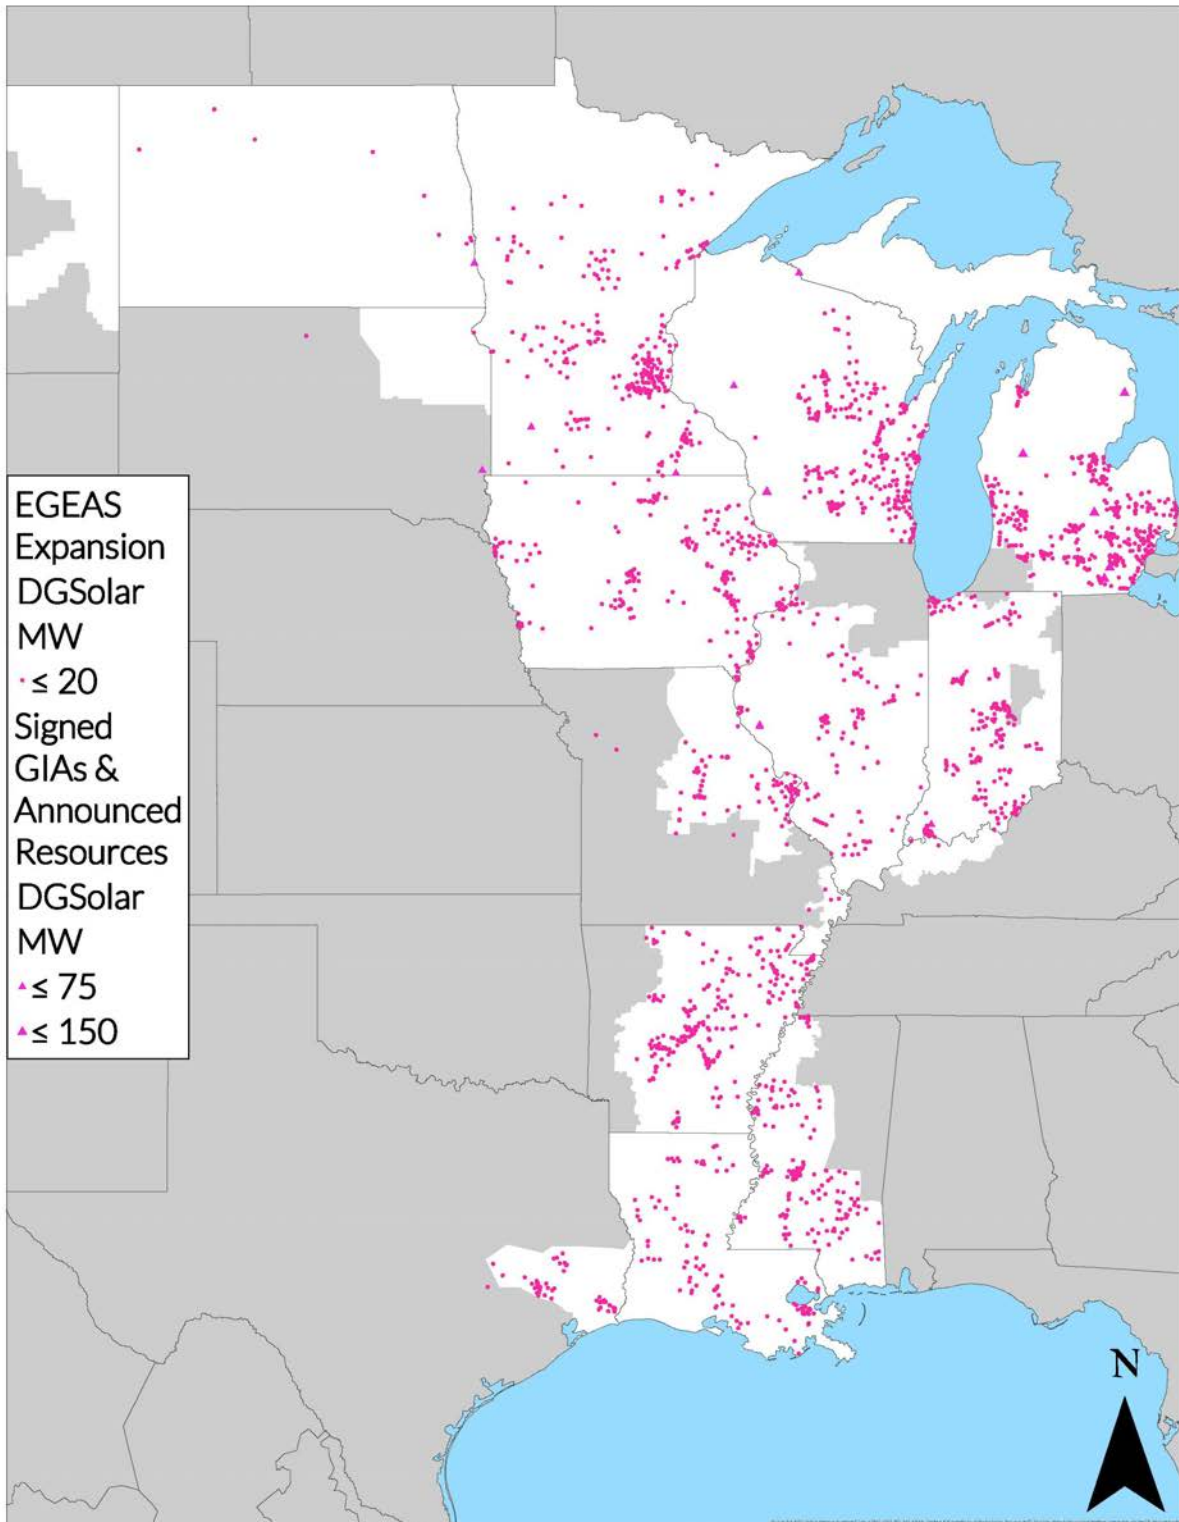 EGEAS
Expansion
DGSolar
MW
≤ 20
Signed
GIAs &
Announced
Resources
DGSolar
MW
≤ 75
≤ 150
N